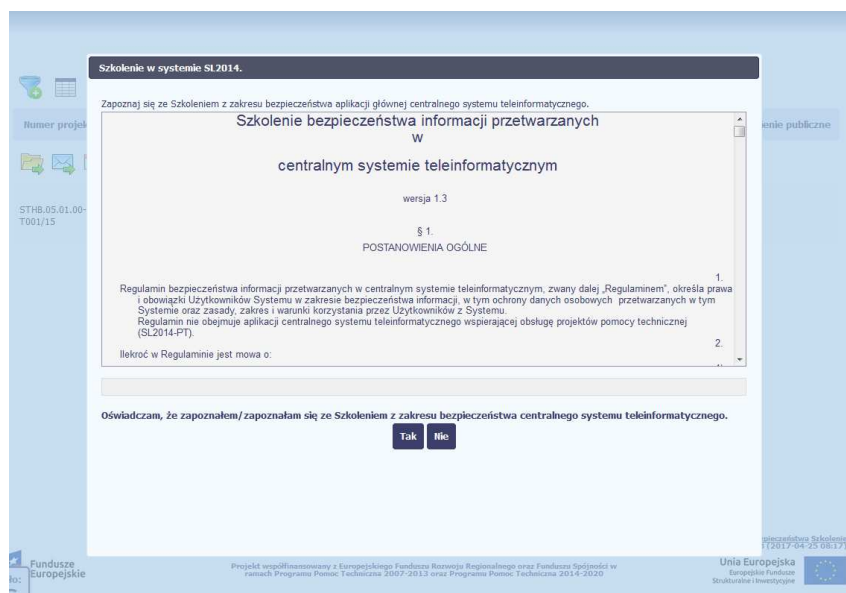 Szkolenie w systemie SL2014.
Zapoznaj się ze Szkoleniem z zakresu bezpieczeństwa aplikacji głównej centralnego systemu teleinformatycznego.
Szkolenie bezpieczeństwa informacji przetwarzanych
w
centralnym systemie teleinformatycznym
wersja 1.3
§ 1.
POSTANOWIENIA OGÓLNE
1.
Regulamin bezpieczeństwa informacji przetwarzanych w centralnym systemie teleinformatycznym, zwany dalej „Regulaminem”, określa prawa
i obowiązki Użytkowników Systemu w zakresie bezpieczeństwa informacji, w tym ochrony danych osobowych przetwarzanych w tym
Systemie oraz zasady, zakres i warunki korzystania przez Użytkowników z Systemu.
Regulamin nie obejmuje aplikacji centralnego systemu teleinformatycznego wspierającej obsługę projektów pomocy technicznej
(SL2014-PT).
2.
Ilekroć w Regulaminie jest mowa o:
Oświadczam, że zapoznałem/zapoznałam się ze Szkoleniem z zakresu bezpieczeństwa centralnego systemu teleinformatycznego.
Tak Nie
Numer projek
enie publiczne
STHB.05.01.00-
T001/15
Szkolenia
(2017-04-25 08:17)
Fundusze
Europejskie
Projekt współfinansowany z Europejskiego Funduszu Rozwoju Regionalnego oraz Funduszu Spójności w
ramach Programu Pomoc Techniczna 2007-2013 oraz Programu Pomoc Techniczna 2014-2020
Unia Europejska
Europejskie Fundusze
Strukturalne i Inwestycyjne